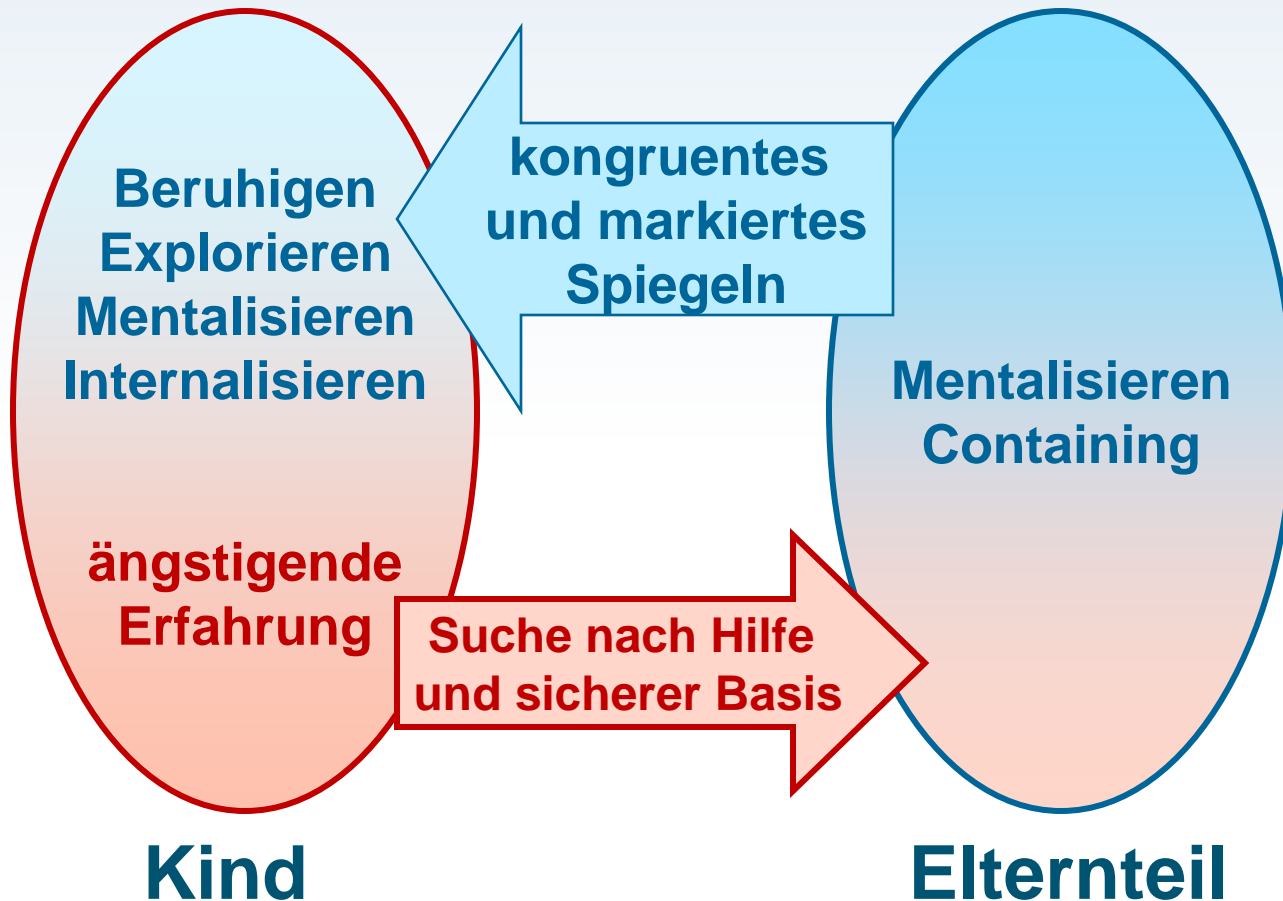 Beruhigen
Explorieren
Mentalisieren
Internalisieren
ängstigende
Erfahrung
kongruentes
und markiertes
Spiegeln
Suche nach Hilfe
und sicherer Basis
Mentalisieren
Containing
Kind
Elternteil